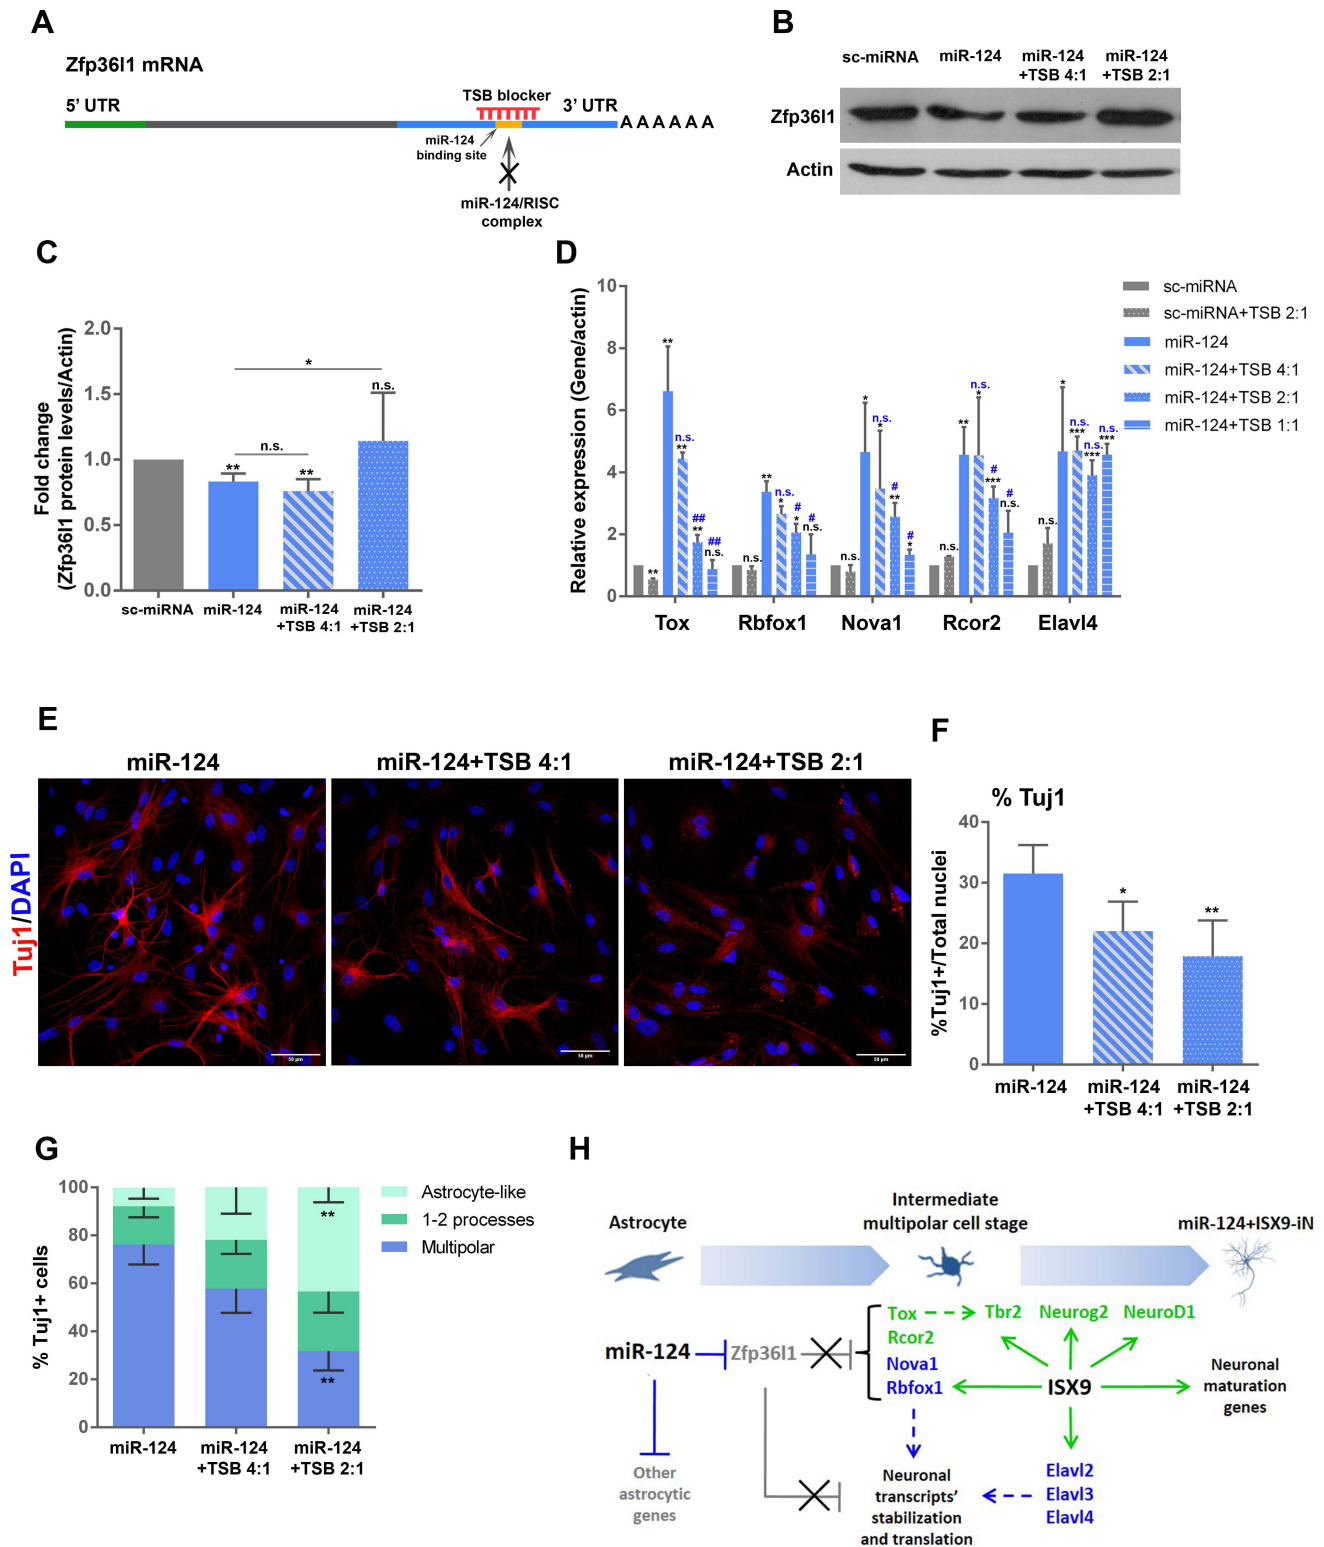 A
Zfp36l1 mRNA
5' UTR
TSB blocker
3' UTR
A A A A A A
miR-124
binding site
miR-124/RISC
complex
B
sc-miRNA
miR-124
miR-124
+TSB 4:1
miR-124
+TSB 2:1
Zfp36l1
Actin
C
Fold change
(Zfp36l1 protein levels/Actin)
2.0
1.5
1.0
0.5
0.0
**
n.s.
**
*
n.s.
sc-miRNA
miR-124
miR-124
+TSB 4:1
miR-124
+TSB 2:1
D
Relative expression (Gene/actin)
10
8
6
4
2
0
**
**
n.s.
**
##
**
##
n.s.
n.s.
**
n.s.
*
#
*
#
n.s.
n.s.
*
n.s.
*
#
**
#
*
n.s.
**
n.s.
*
#
***
#
n.s.
n.s.
*
n.s.
***
n.s.
***
n.s.
***
Tox
Rbfox1
Nova1
Rcor2
Elavl4
sc-miRNA
sc-miRNA+TSB 2:1
miR-124
miR-124+TSB 4:1
miR-124+TSB 2:1
miR-124+TSB 1:1
E
miR-124
miR-124+TSB 4:1
miR-124+TSB 2:1
Tuj1/DAPI
50 µm
50 µm
50 µm
F
% Tuj1
%Tuj1+/Total nuclei
40
30
20
10
0
*
**
miR-124
miR-124
+TSB 4:1
miR-124
+TSB 2:1
G
% Tuj1+ cells
100
80
60
40
20
0
**
**
miR-124
miR-124
+TSB 4:1
miR-124
+TSB 2:1
Astrocyte-like
1-2 processes
Multipolar
H
Astrocyte
Intermediate
multipolar cell stage
miR-124+ISX9-iN
miR-124
Zfp36l1
Tox
Rcor2
Nova1
Rbfox1
Tbr2
Neurog2
NeuroD1
ISX9
Neuronal
maturation
genes
Other
astrocytic
genes
Neuronal
transcripts'
stabilization
and translation
Elavl2
Elavl3
Elavl4